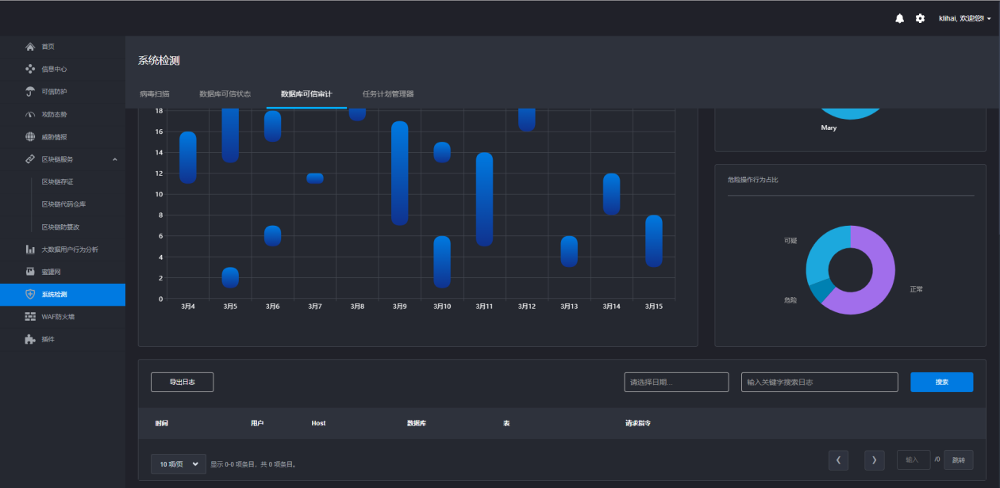 klihai, 欢迎您!
首页
信息中心
可信防护
攻防态势
威胁情报
区块链服务
区块链存证
区块链代码仓库
区块链防篡改
大数据用户行为分析
蜜罐网
系统检测
WAF防火墙
插件
系统检测
病毒扫描 数据库可信状态 数据库可信审计 任务计划管理器
18
16
14
12
10
8
6
4
2
0
3月4 3月5 3月6 3月7 3月8 3月9 3月10 3月11 3月12 3月13 3月14 3月15
Mary
危险操作行为占比
可疑
正常
危险
导出日志 请选择日期... 输入关键字搜索日志 搜索
时间 用户 Host 数据库 表 请求指令
10 项/页 显示 0-0 项条目，共 0 项条目。 输入 /0 跳转